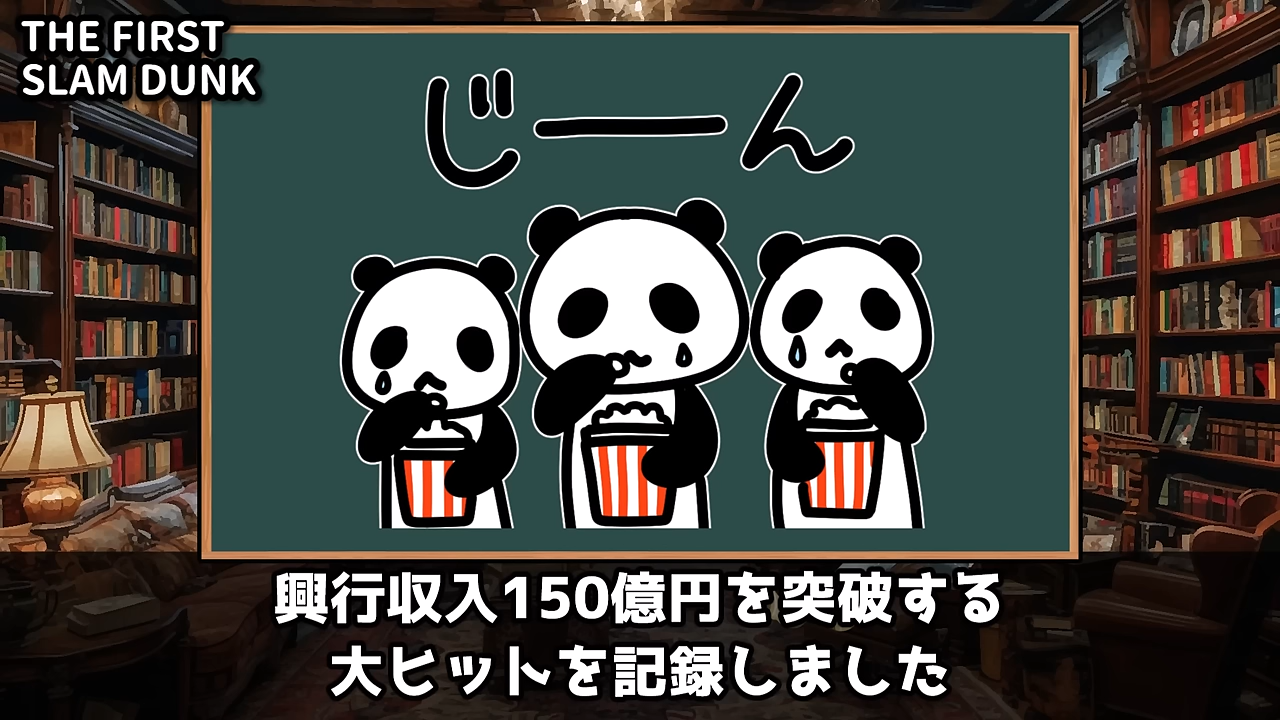 THE FIRST
SLAM DUNK
じーん
興行収入150億円を突破する
大ヒットを記録しました